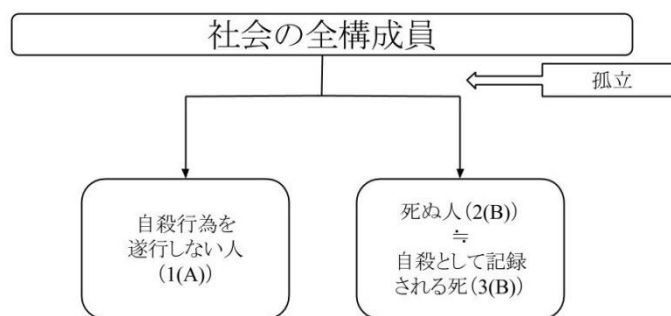 社会の全構成員
孤立
自殺行為を
遂行しない人
(1(A))
死ぬ人(2(B))
≒
自殺として記録
される死(3(B))